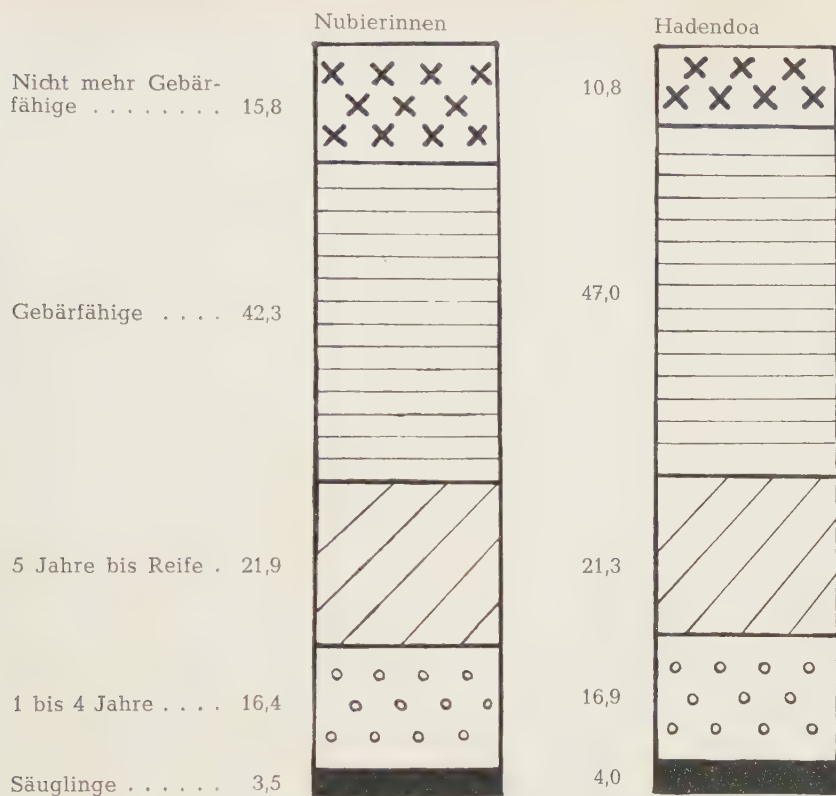 Nubierinnen Hadendoa
Nicht mehr Gebär-
fähige . . . . . . . . 15,8 10,8
Gebärfähige . . . . 42,3 47,0
5 Jahre bis Reife . 21,9 21,3
1 bis 4 Jahre . . . . 16,4 16,9
Säuglinge . . . . . . 3,5 4,0